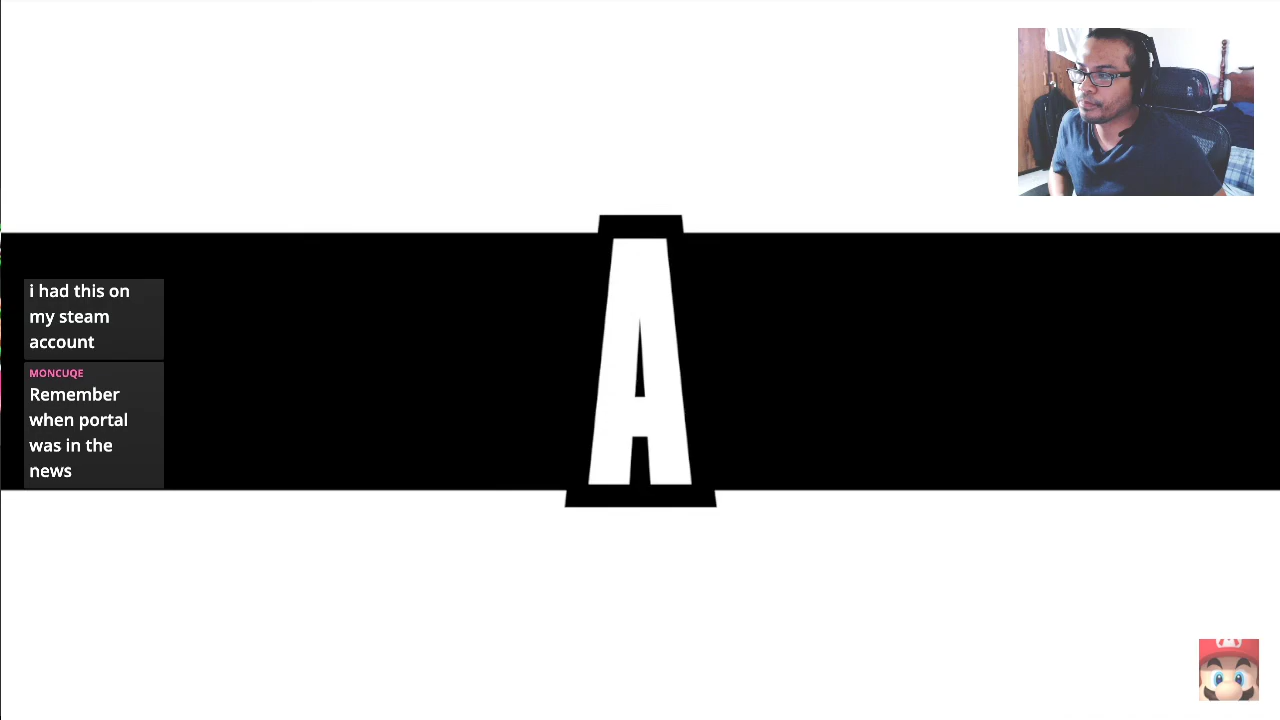 A
i had this on
my steam
account
MONCUQE
Remember
when portal
was in the
news